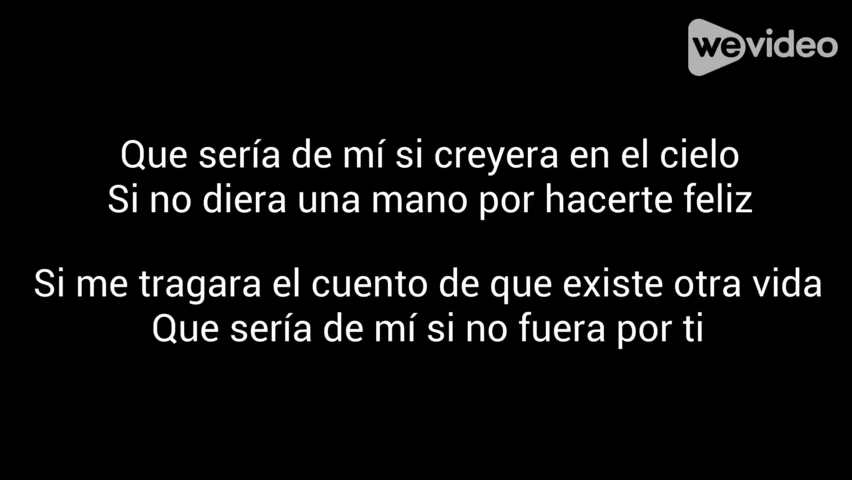 wevideo
Que sería de mí si creyera en el cielo
Si no diera una mano por hacerte feliz
Si me tragara el cuento de que existe otra vida
Que sería de mí si no fuera por ti